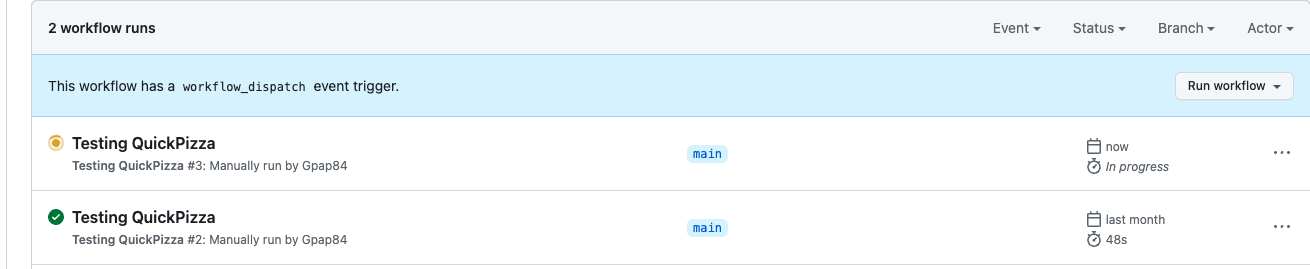 2 workflow runs
Event
Status
Branch
Actor
This workflow has a workflow_dispatch event trigger.
Run workflow
Testing QuickPizza
Testing QuickPizza #3: Manually run by Gpap84
main
now
In progress
Testing QuickPizza
Testing QuickPizza #2: Manually run by Gpap84
main
last month
48s